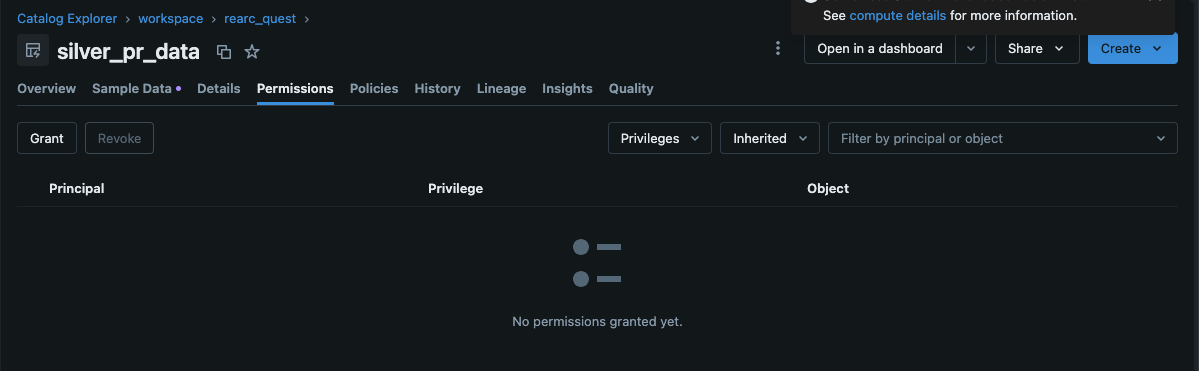 Catalog Explorer > workspace > rearc_quest >
See compute details for more information.
silver_pr_data
Open in a dashboard
Share
Create
Overview
Sample Data
Details
Permissions
Policies
History
Lineage
Insights
Quality
Grant
Revoke
Privileges
Inherited
Filter by principal or object
Principal
Privilege
Object
No permissions granted yet.